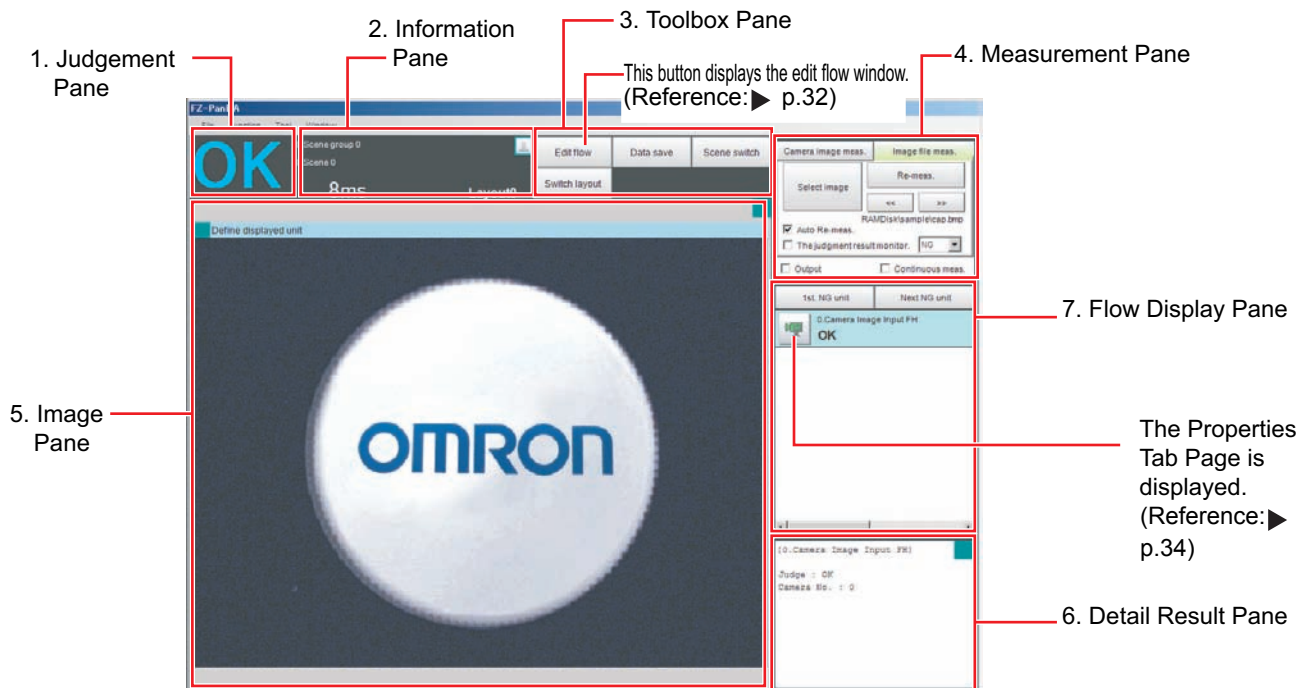 1. Judgement
Pane
2. Information
Pane
3. Toolbox Pane
This button displays the edit flow window.
(Reference:▶ p.32)
4. Measurement Pane
File
Tool
Window
OK
Scene group 0
Scene 0
8ms
Layout0
Edit flow
Data save
Scene switch
Switch layout
Camera image meas.
Image file meas.
Select image
Re-meas.
<<
>>
RAMDisk\sample\cap.bmp
Auto Re-meas.
The judgment result monitor.
NG
Output
Continuous meas.
Define displayed unit
OMRON
1st. NG unit
Next NG unit
0.Camera Image Input FH
OK
[0.Camera Image Input FH]
Judge : OK
Camera No. : 0
5. Image
Pane
7. Flow Display Pane
The Properties
Tab Page is
displayed.
(Reference:▶
p.34)
6. Detail Result Pane